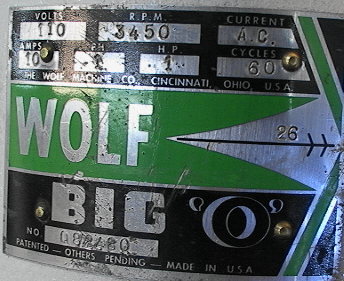 VOLTS R.P.M. CURRENT
110 3450 A.C.
AMPS PH H.P. CYCLES
10 1 60
THE WOLF MACHINE CO. CINCINNATI, OHIO, U.S.A.
WOLF
26
BIG "O"
NO
PATENTED — OTHERS PENDING — MADE IN U.S.A